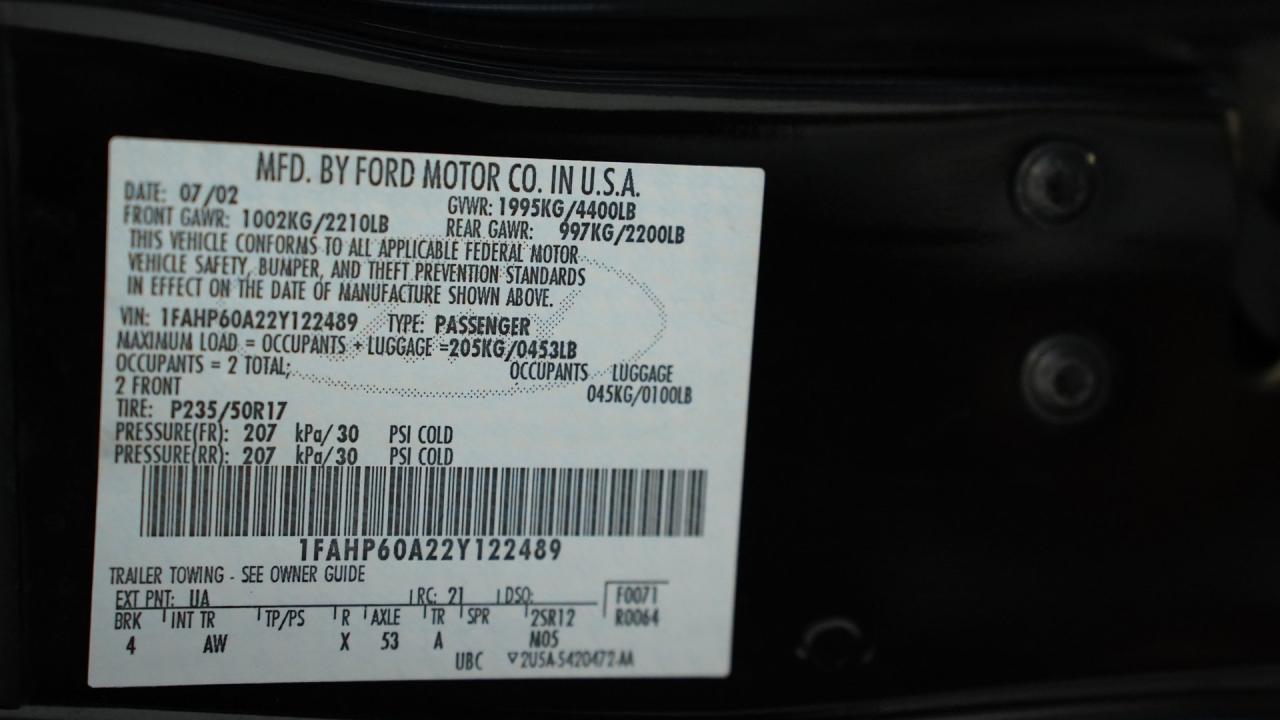 MFD. BY FORD MOTOR CO. IN U.S.A.
DATE: 07/02 GVWR: 1995KG/4400LB
FRONT GAWR: 1002KG/2210LB REAR GAWR: 997KG/2200LB
THIS VEHICLE CONFORMS TO ALL APPLICABLE FEDERAL MOTOR
VEHICLE SAFETY, BUMPER, AND THEFT PREVENTION STANDARDS
IN EFFECT ON THE DATE OF MANUFACTURE SHOWN ABOVE.
VIN: 1FAHP60A22Y122489 TYPE: PASSENGER
MAXIMUM LOAD = OCCUPANTS + LUGGAGE =205KG/0453LB
OCCUPANTS = 2 TOTAL; OCCUPANTS LUGGAGE
2 FRONT 045KG/0100LB
TIRE: P235/50R17
PRESSURE(FR): 207 kPa/30 PSI COLD
PRESSURE(RR): 207 kPa/30 PSI COLD
1FAHP60A22Y122489
TRAILER TOWING - SEE OWNER GUIDE
EXT PNT: UA RC: 21 DSO: F0071
BRK INT TR TP/PS R AXLE TR SPR 2SR12 R0064
4 AW X 53 A M05
UBC ▽2U5A-5420472-AA